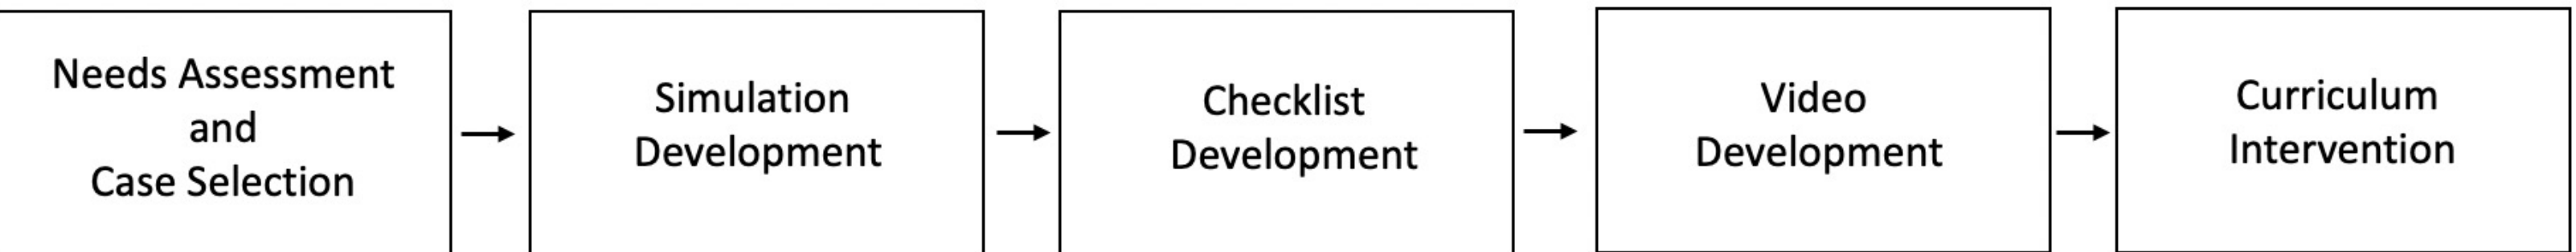 Needs Assessment
and
Case Selection
Simulation
Development
Checklist
Development
Video
Development
Curriculum
Intervention